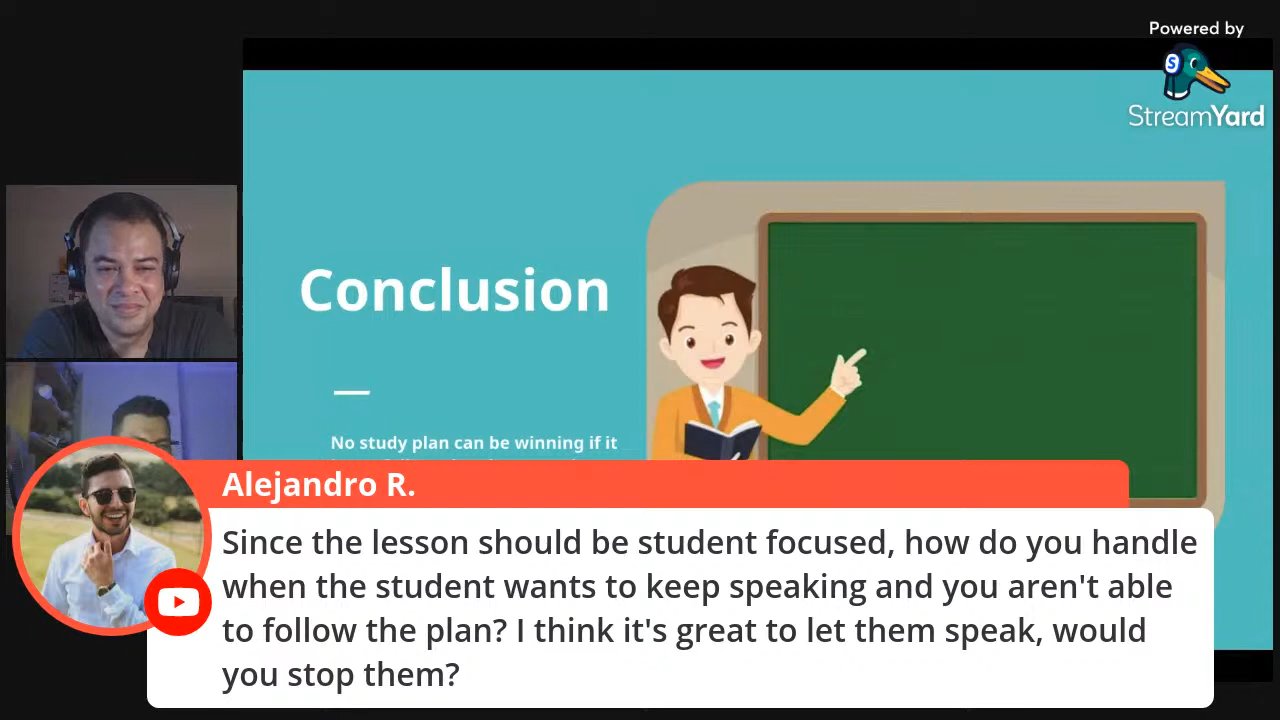 Powered by
StreamYard
Conclusion
No study plan can be winning if it
Alejandro R.
Since the lesson should be student focused, how do you handle
when the student wants to keep speaking and you aren't able
to follow the plan? I think it's great to let them speak, would
you stop them?